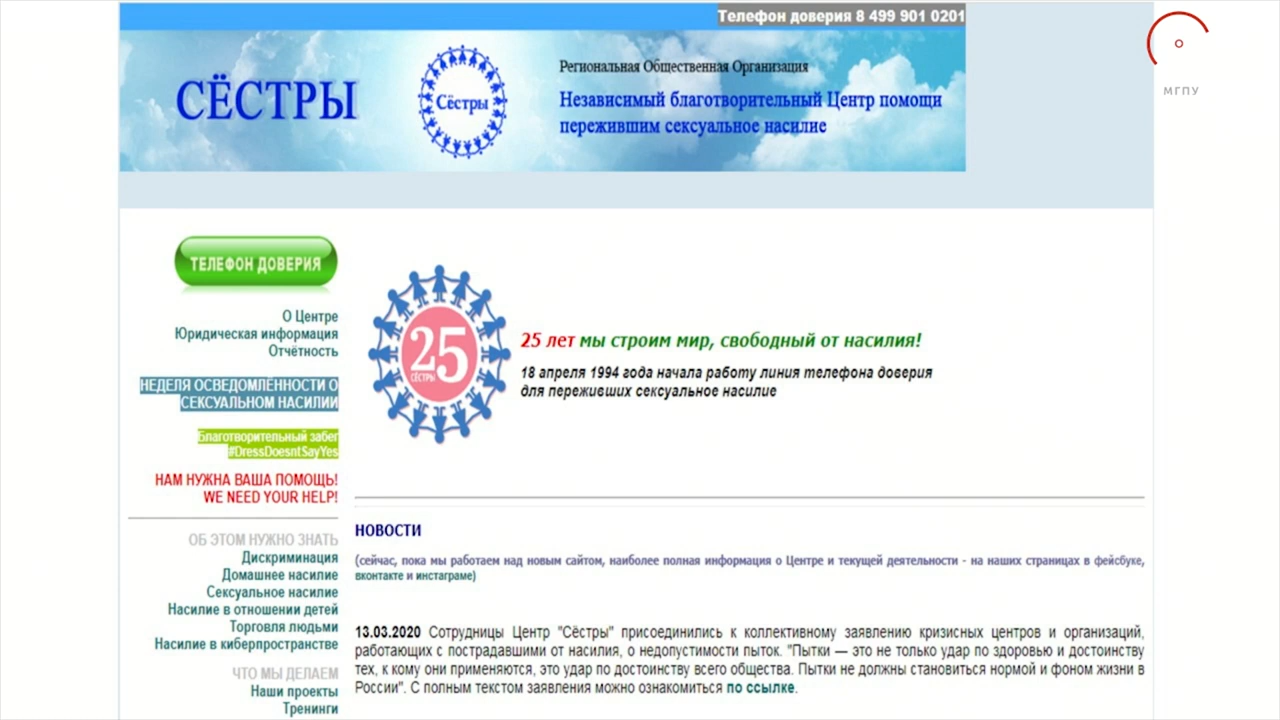 Телефон доверия 8 499 901 0201
МГПУ
СЁСТРЫ
Сёстры
Региональная Общественная Организация
Независимый благотворительный Центр помощи
пережившим сексуальное насилие
ТЕЛЕФОН ДОВЕРИЯ
О Центре
Юридическая информация
Отчётность
НЕДЕЛЯ ОСВЕДОМЛЁННОСТИ О
СЕКСУАЛЬНОМ НАСИЛИИ
Благотворительный забег
#DressDoesntSayYes
НАМ НУЖНА ВАША ПОМОЩЬ!
WE NEED YOUR HELP!
ОБ ЭТОМ НУЖНО ЗНАТЬ
Дискриминация
Домашнее насилие
Сексуальное насилие
Насилие в отношении детей
Торговля людьми
Насилие в киберпространстве
ЧТО МЫ ДЕЛАЕМ
Наши проекты
Тренинги
25
СЁСТРЫ
25 лет мы строим мир, свободный от насилия!
18 апреля 1994 года начала работу линия телефона доверия
для переживших сексуальное насилие
НОВОСТИ
(сейчас, пока мы работаем над новым сайтом, наиболее полная информация о Центре и текущей деятельности - на наших страницах в фейсбуке,
вконтакте и инстаграме)
13.03.2020 Сотрудницы Центр "Сёстры" присоединились к коллективному заявлению кризисных центров и организаций,
работающих с пострадавшими от насилия, о недопустимости пыток. "Пытки — это не только удар по здоровью и достоинству
тех, к кому они применяются, это удар по достоинству всего общества. Пытки не должны становиться нормой и фоном жизни в
России". С полным текстом заявления можно ознакомиться по ссылке.